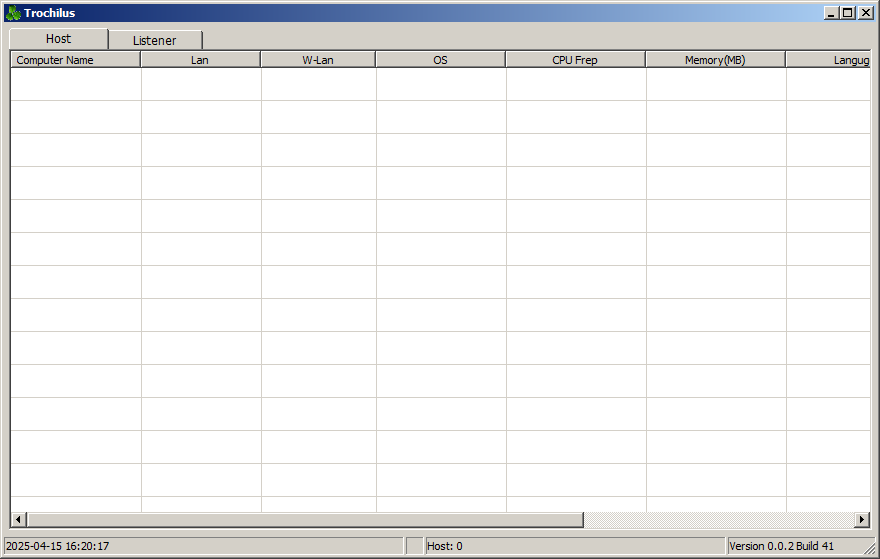 Trochilus
Host
Listener
Computer Name Lan W-Lan OS CPU Frep Memory(MB) Langug
2025-04-15 16:20:17 Host: 0 Version 0.0.2 Build 41